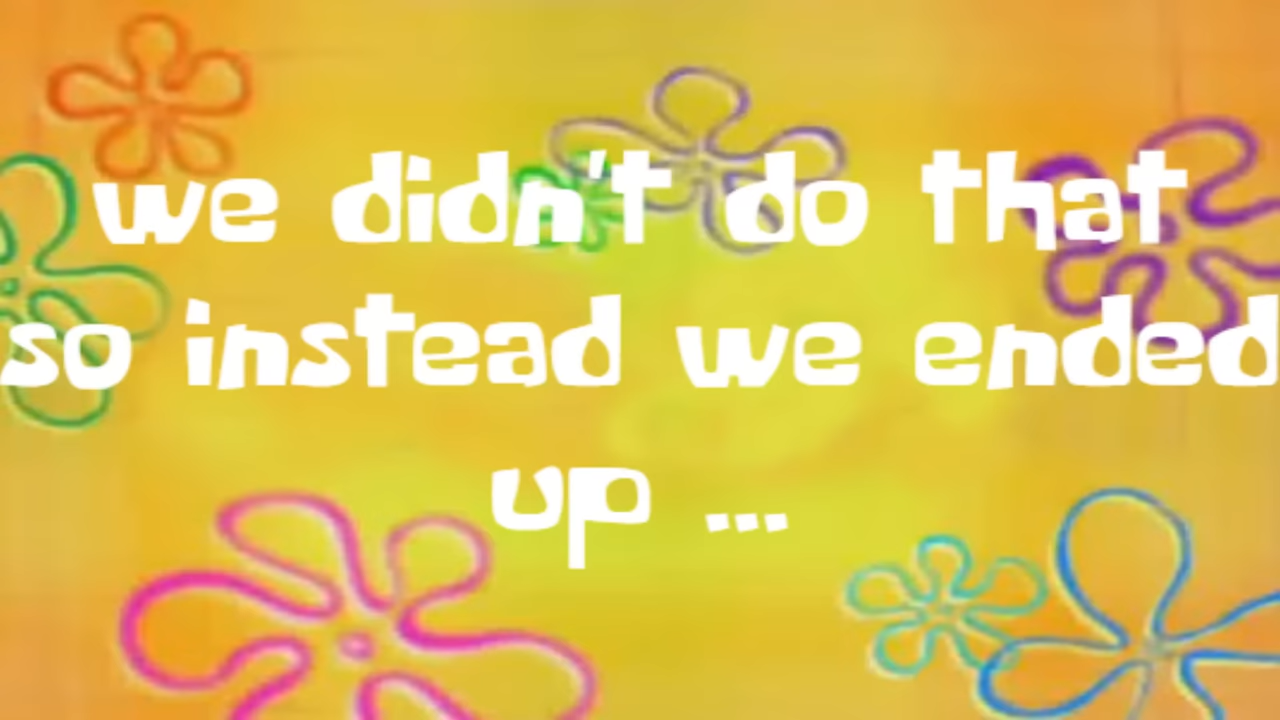 we didn't do that
so instead we ended
up ...